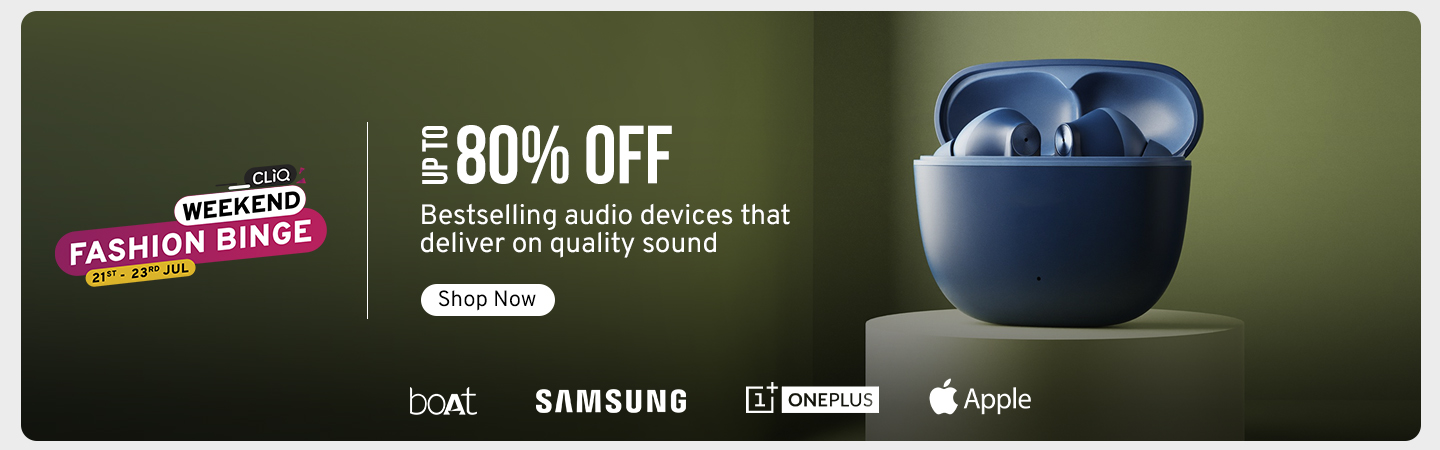 CLiQ
WEEKEND
FASHION BINGE
21ST - 23RD JUL
UP TO
80% OFF
Bestselling audio devices that
deliver on quality sound
Shop Now
boAt
SAMSUNG
1+ ONEPLUS
Apple